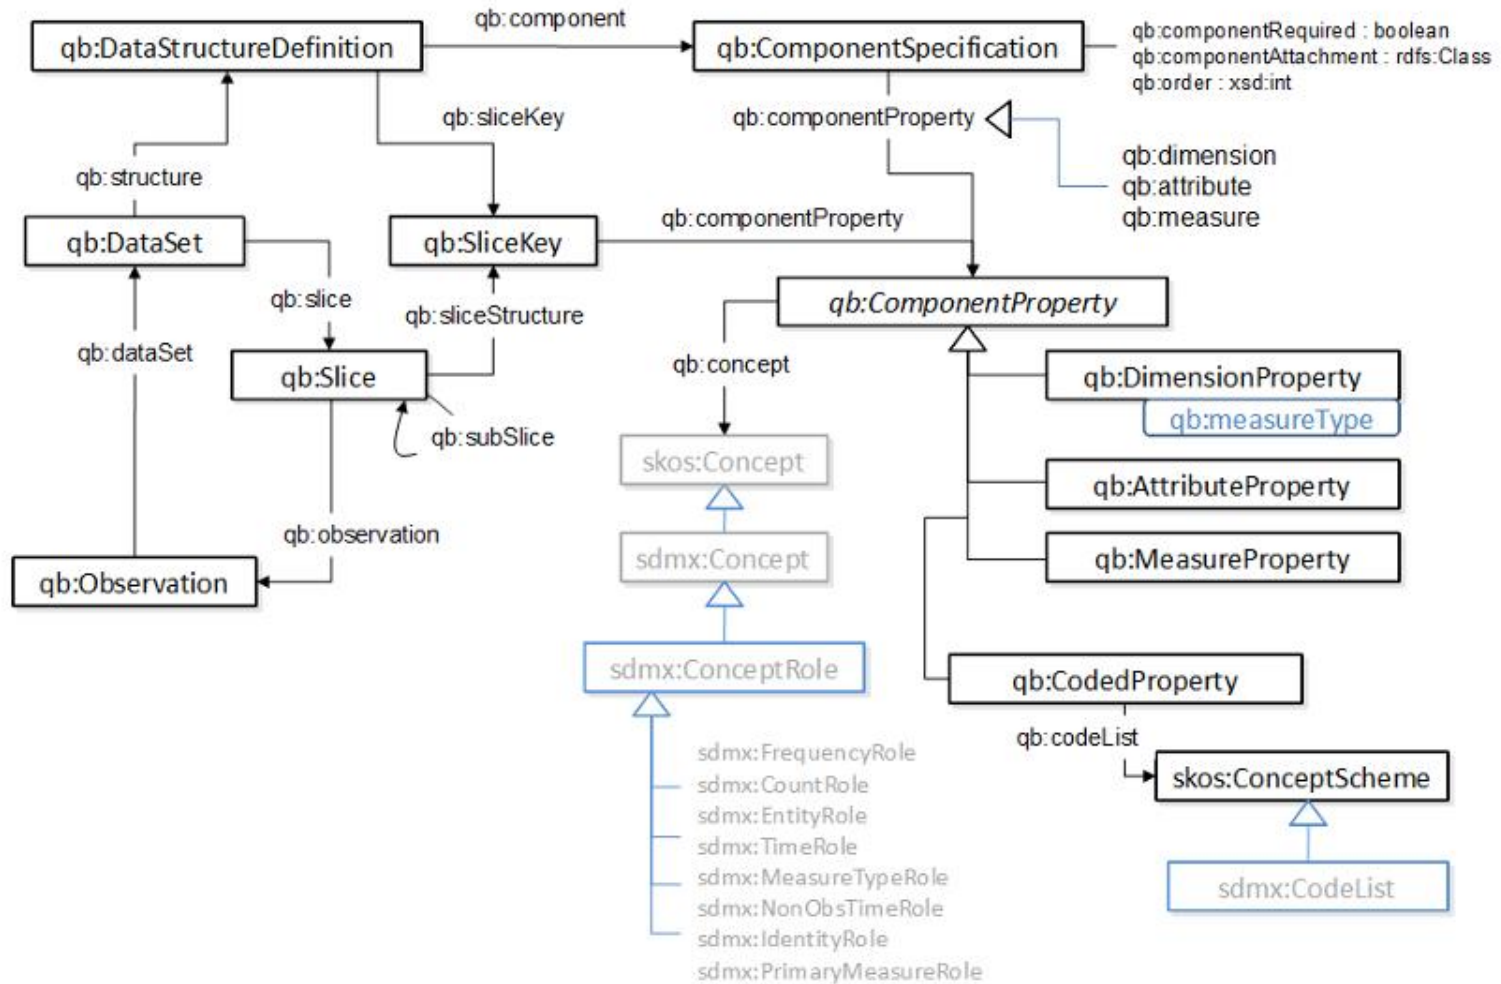 qb:component
qb:DataStructureDefinition
qb:ComponentSpecification
qb:componentRequired : boolean
qb:componentAttachment : rdfs:Class
qb:order : xsd:int
qb:sliceKey
qb:componentProperty
qb:dimension
qb:attribute
qb:measure
qb:structure
qb:componentProperty
qb:DataSet
qb:SliceKey
qb:slice
qb:sliceStructure
qb:ComponentProperty
qb:dataSet
qb:concept
qb:Slice
qb:DimensionProperty
qb:measureType
qb:subSlice
skos:Concept
qb:AttributeProperty
qb:observation
sdmx:Concept
qb:MeasureProperty
qb:Observation
sdmx:ConceptRole
qb:CodedProperty
qb:codeList
sdmx:FrequencyRole
sdmx:CountRole
sdmx:EntityRole
sdmx:TimeRole
sdmx:MeasureTypeRole
sdmx:NonObsTimeRole
sdmx:IdentityRole
sdmx:PrimaryMeasureRole
skos:ConceptScheme
sdmx:CodeList